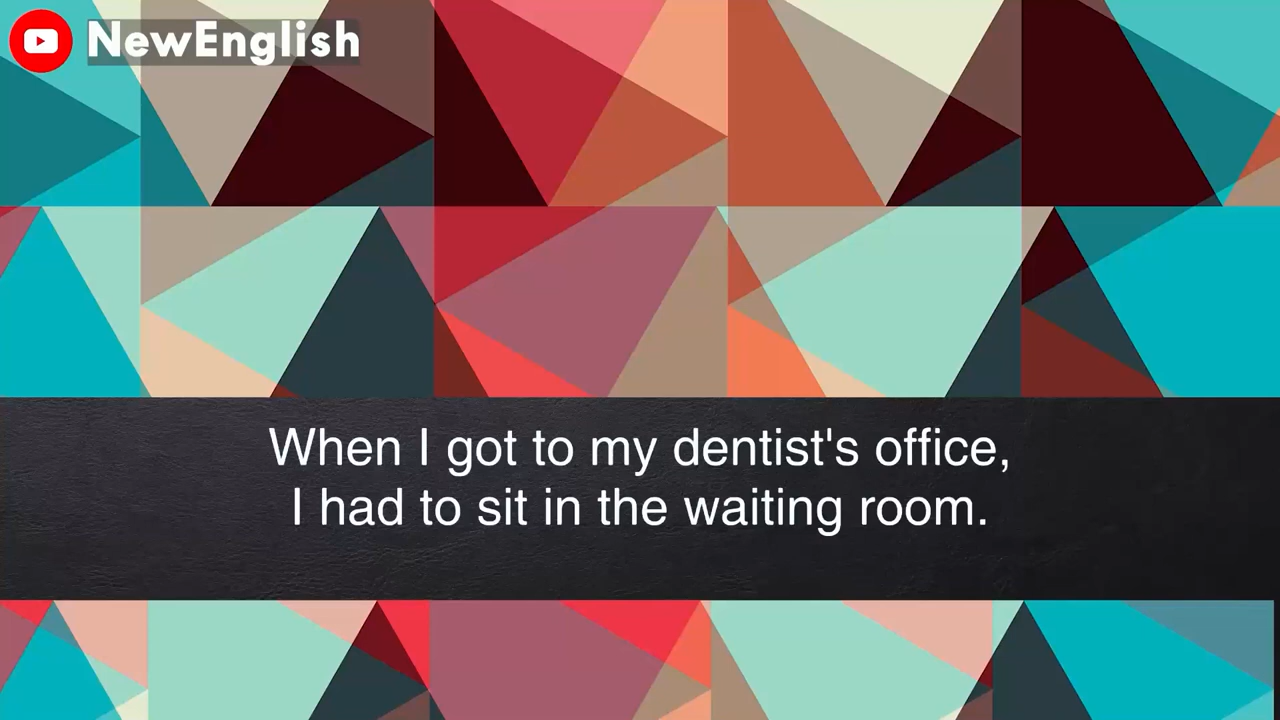 NewEnglish
When I got to my dentist's office,
I had to sit in the waiting room.